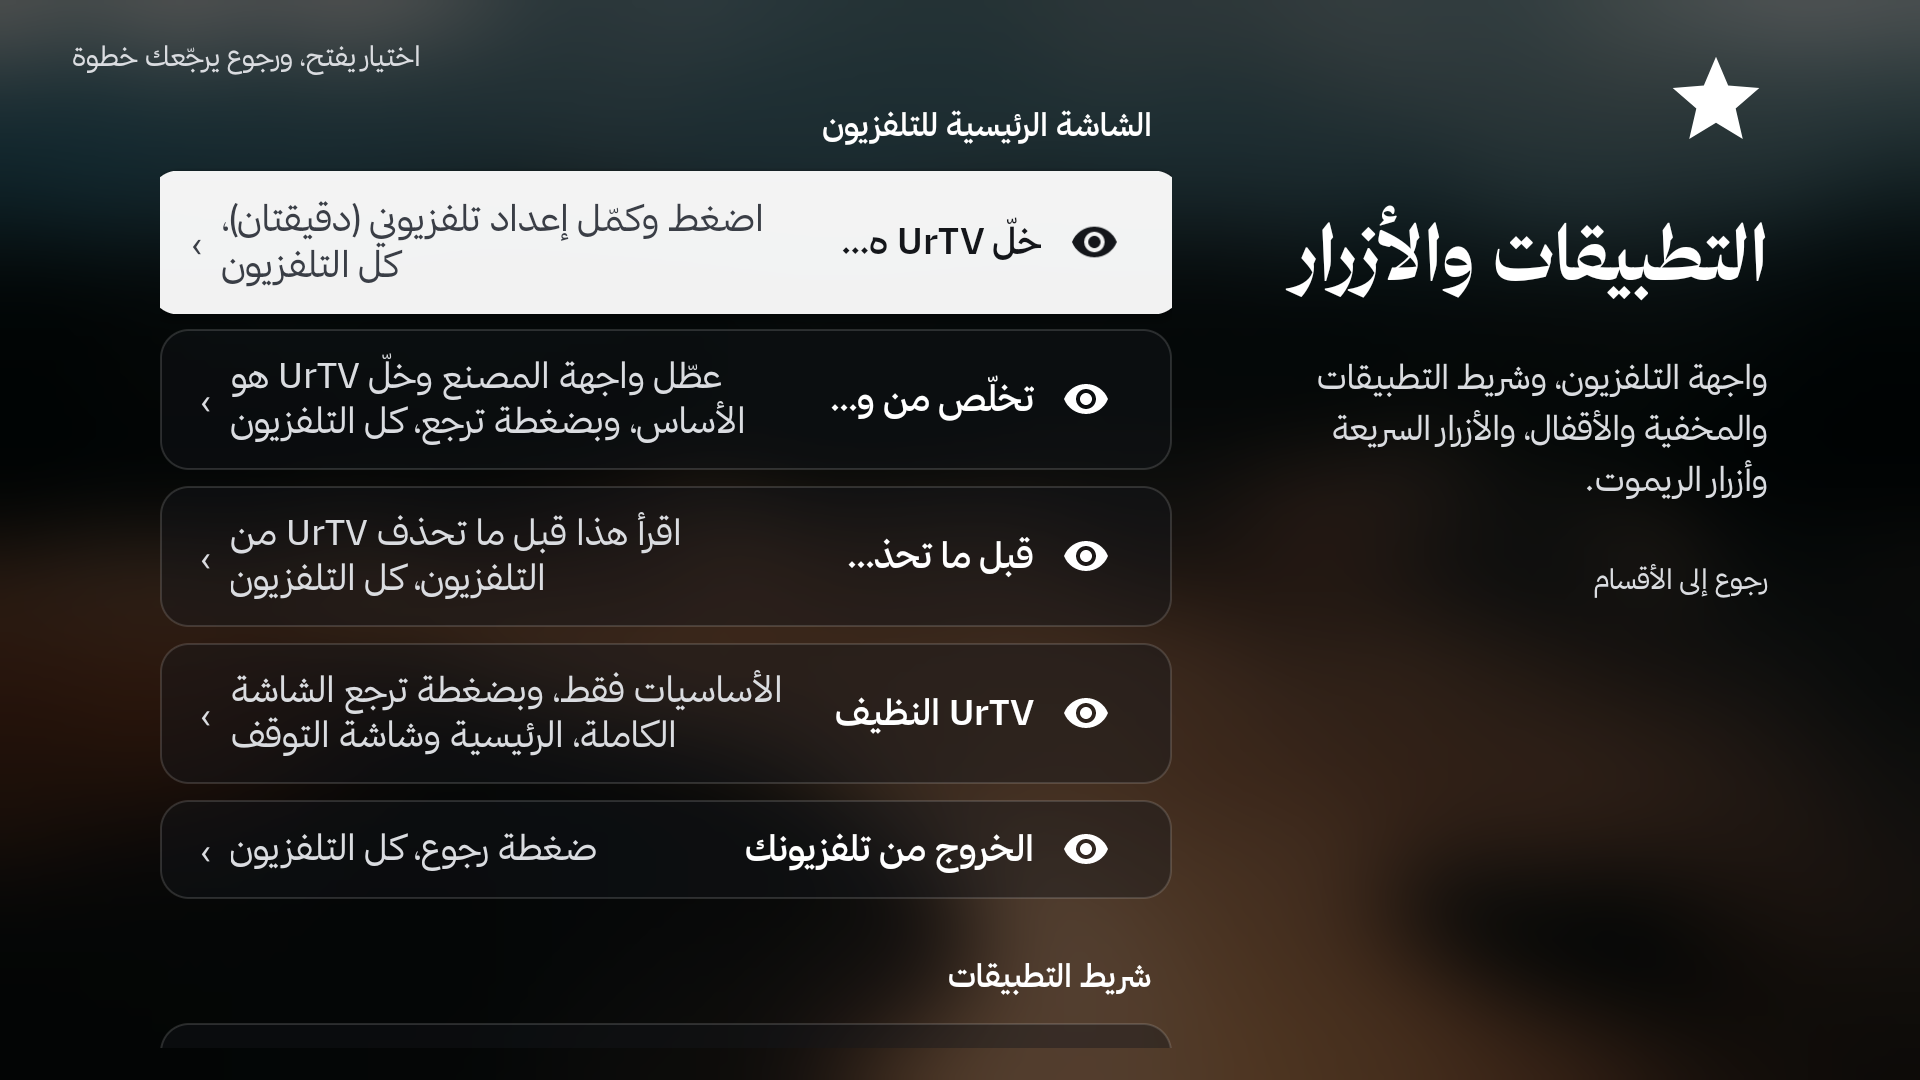 اختيار يفتح، ورجوع يرجّعك خطوة
التطبيقات والأزرار
واجهة التلفزيون، وشريط التطبيقات
والمخفية والأقفال، والأزرار السريعة
وأزرار الريموت.
رجوع إلى الأقسام
الشاشة الرئيسية للتلفزيون
خلّ UrTV ه...
اضغط وكمّل إعداد تلفزيوني (دقيقتان)،
كل التلفزيون
تخلّص من و...
عطّل واجهة المصنع وخلّ UrTV هو
الأساس، وبضغطة ترجع، كل التلفزيون
قبل ما تحذ...
اقرأ هذا قبل ما تحذف UrTV من
التلفزيون، كل التلفزيون
UrTV النظيف
الأساسيات فقط، وبضغطة ترجع الشاشة
الكاملة، الرئيسية وشاشة التوقف
الخروج من تلفزيونك
ضغطة رجوع، كل التلفزيون
شريط التطبيقات